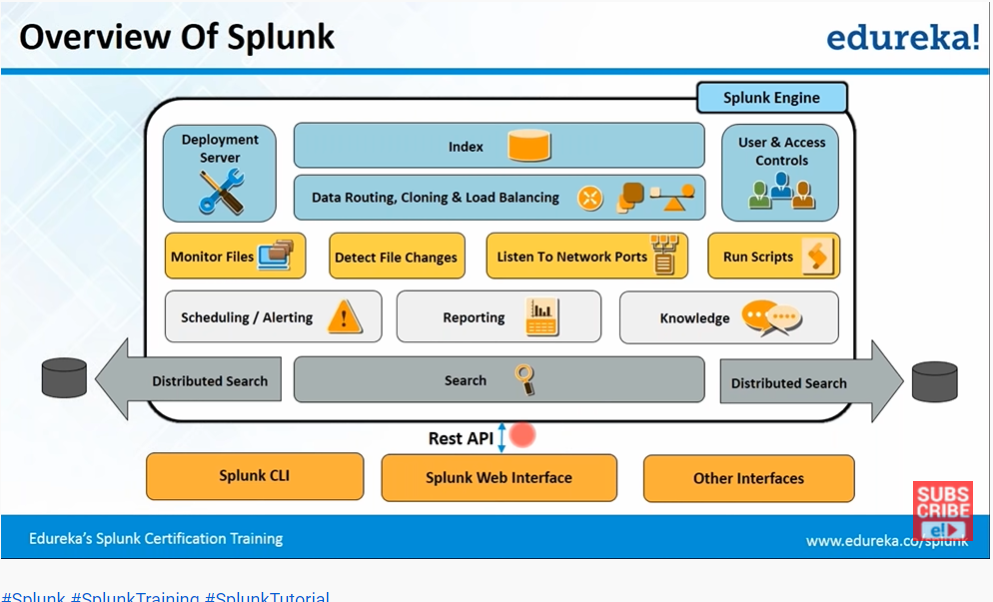 Overview Of Splunk
edureka!
Splunk Engine
Deployment
Server
Index
User & Access
Controls
Data Routing, Cloning & Load Balancing
Monitor Files
Detect File Changes
Listen To Network Ports
Run Scripts
Scheduling / Alerting
Reporting
Knowledge
Distributed Search
Search
Distributed Search
Rest API
Splunk CLI
Splunk Web Interface
Other Interfaces
SUBS
CRIBE
e!
Edureka's Splunk Certification Training
www.edureka.co/splunk
#Splunk #SplunkTraining #SplunkTutorial